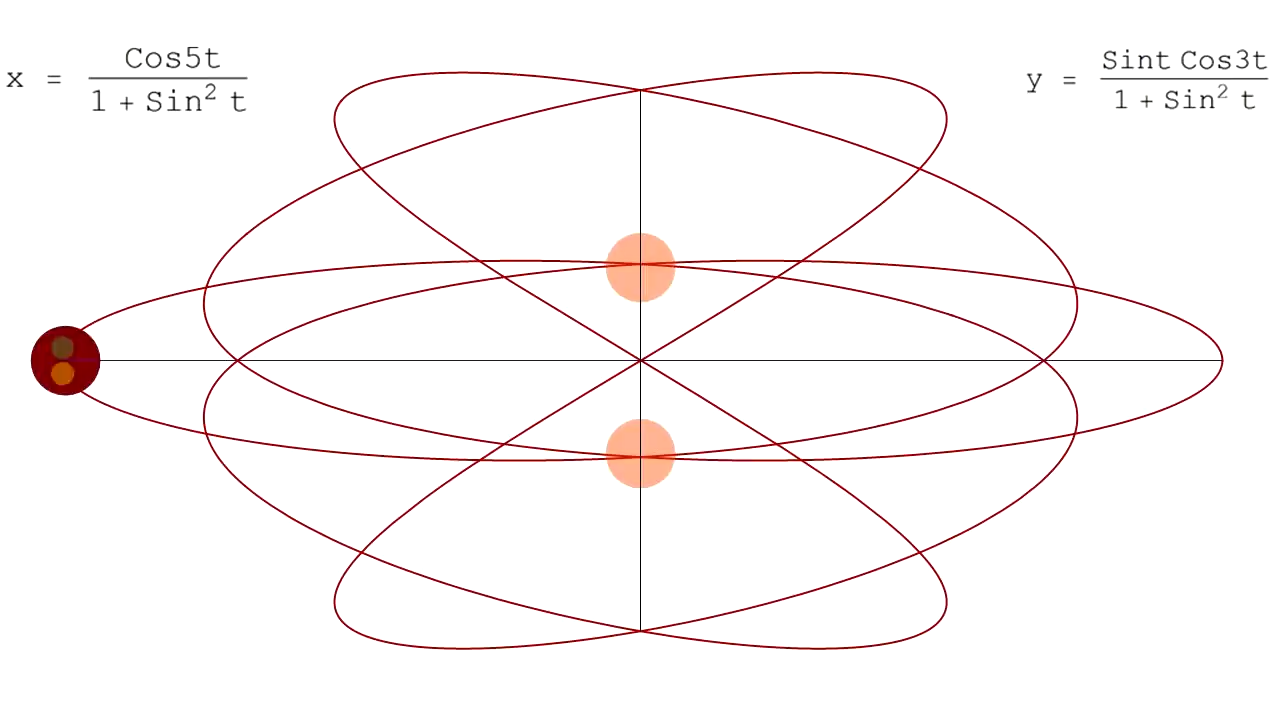 x = Cos5t / 1 + Sin² t
y = Sint Cos3t / 1 + Sin² t